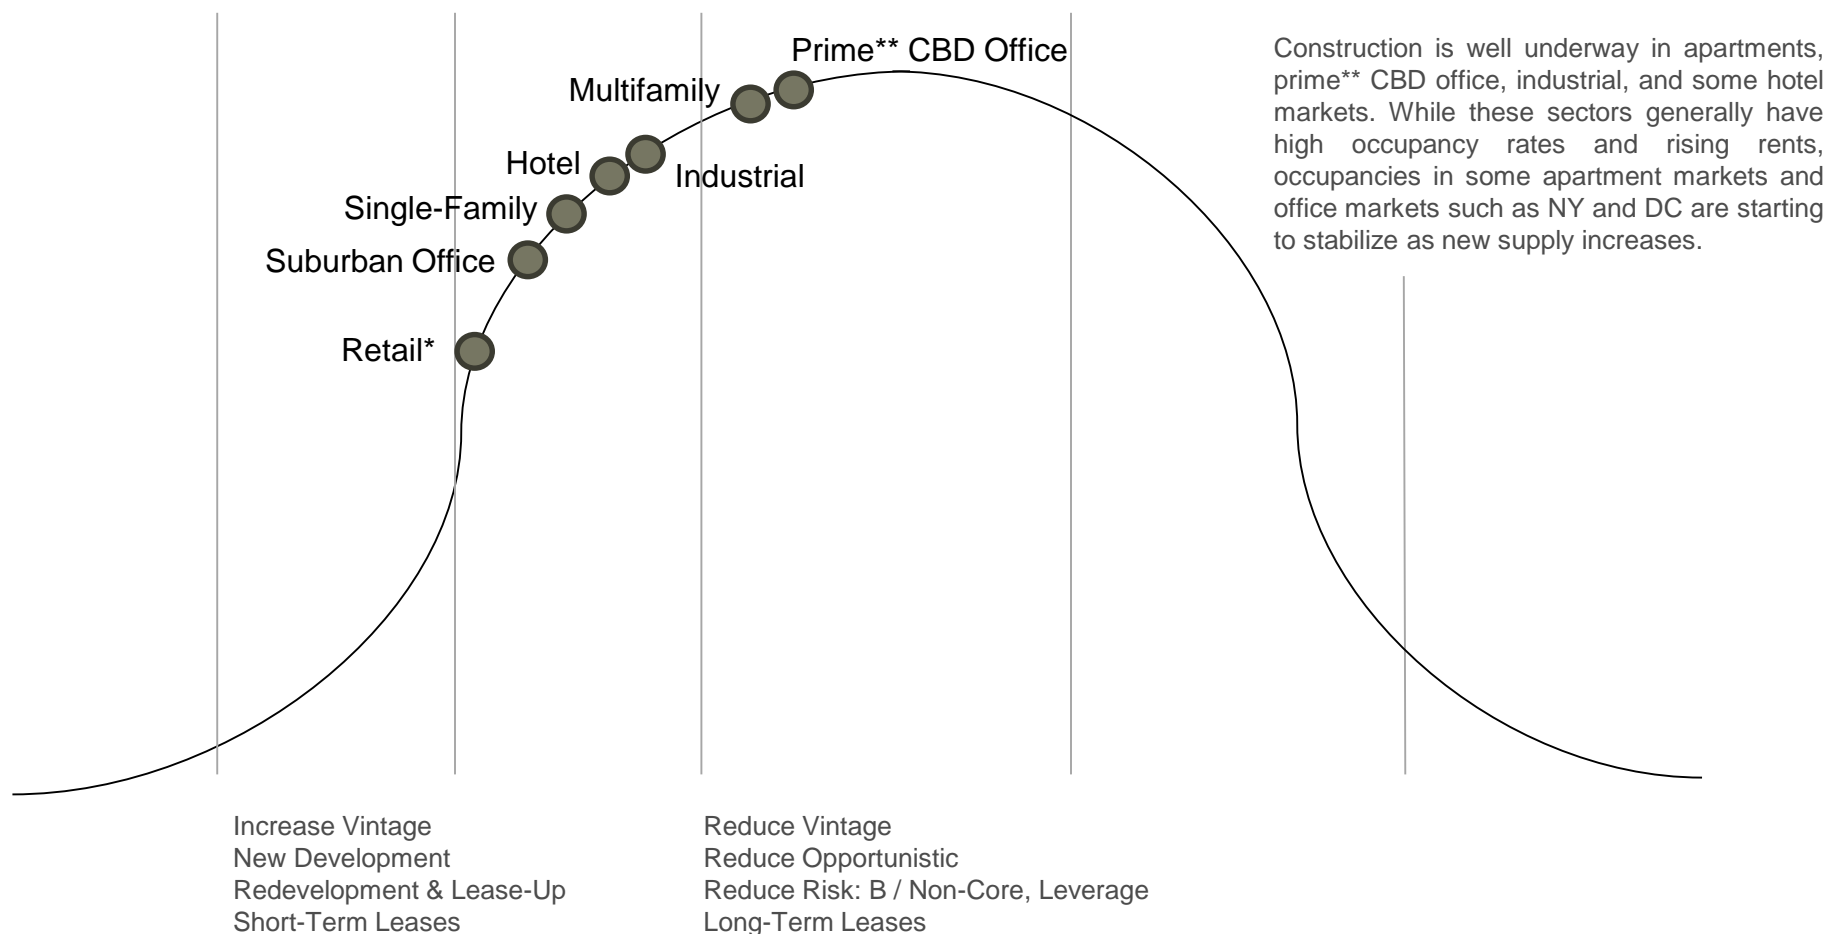 Prime** CBD Office
Multifamily
Hotel
Industrial
Single-Family
Suburban Office
Retail*
Construction is well underway in apartments,
prime** CBD office, industrial, and some hotel
markets. While these sectors generally have
high occupancy rates and rising rents,
occupancies in some apartment markets and
office markets such as NY and DC are starting
to stabilize as new supply increases.
Increase Vintage
New Development
Redevelopment & Lease-Up
Short-Term Leases
Reduce Vintage
Reduce Opportunistic
Reduce Risk: B / Non-Core, Leverage
Long-Term Leases